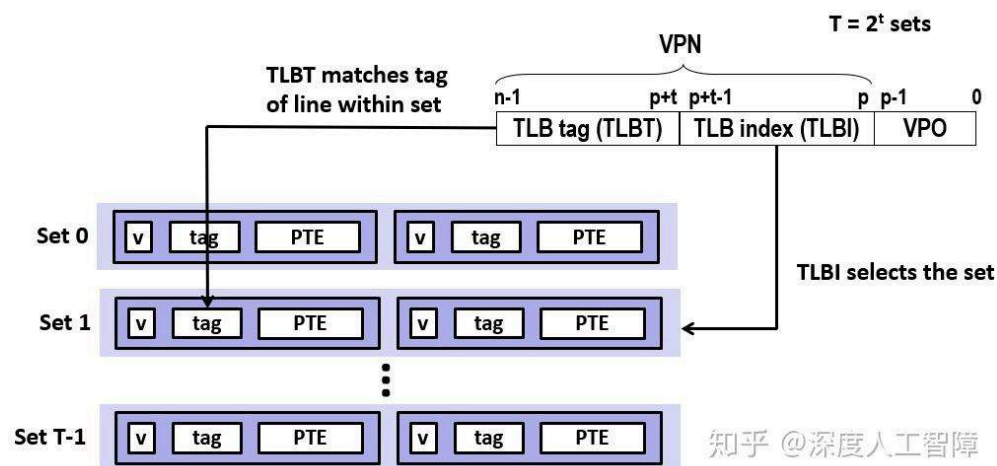 T = 2^t sets
VPN
TLBT matches tag
of line within set
n-1 p+t p+t-1 p p-1 0
TLB tag (TLBT) TLB index (TLBI) VPO
Set 0 v tag PTE v tag PTE
TLBI selects the set
Set 1 v tag PTE v tag PTE
Set T-1 v tag PTE v tag PTE
知乎 @深度人工智障